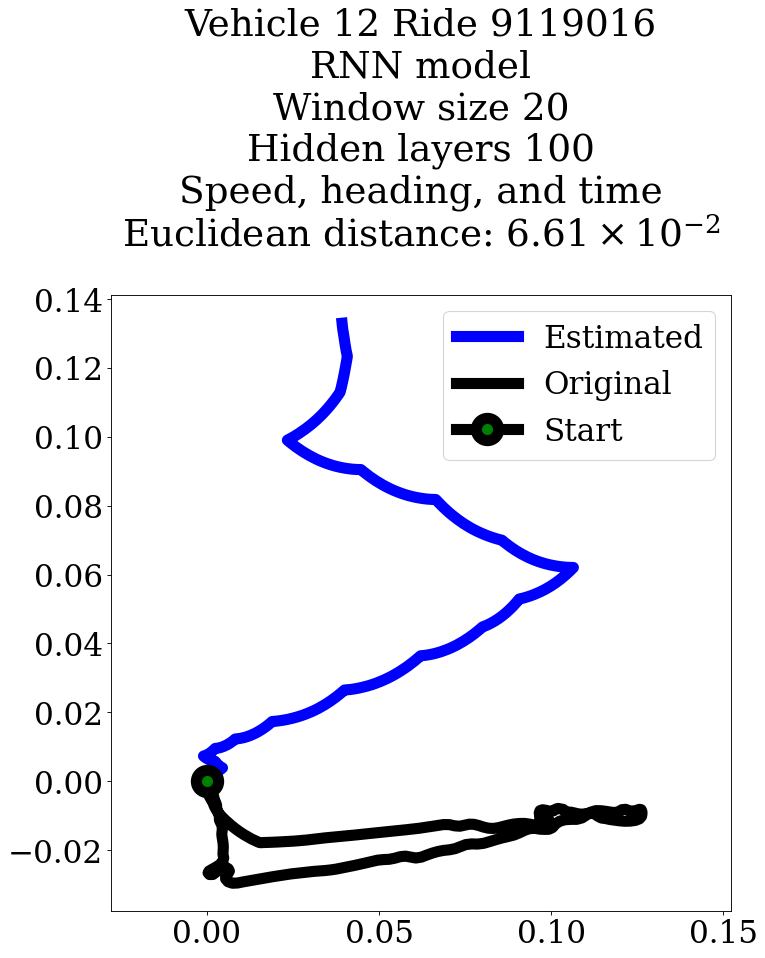 Vehicle 12 Ride 9119016
RNN model
Window size 20
Hidden layers 100
Speed, heading, and time
Euclidean distance: 6.61 × 10⁻²
0.14
0.12
0.10
0.08
0.06
0.04
0.02
0.00
−0.02
Estimated
Original
Start
0.00 0.05 0.10 0.15